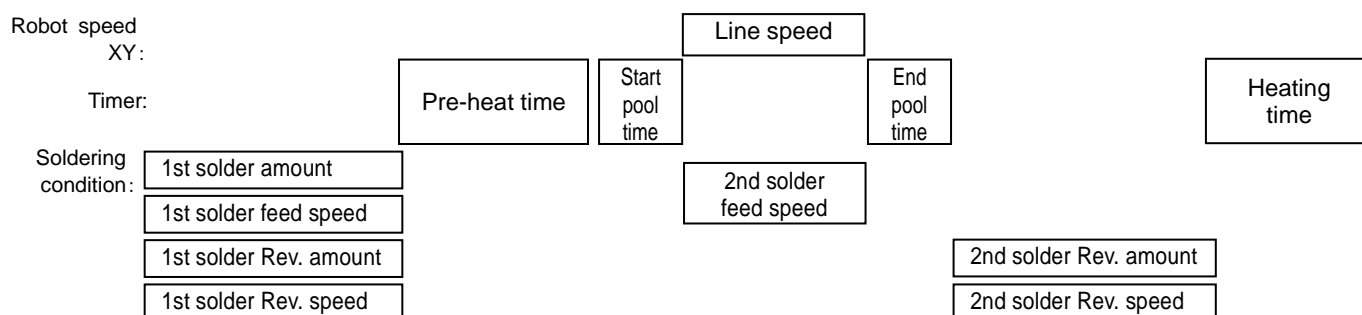 Robot speed
XY:
Line speed
Timer:
Pre-heat time
Start
pool
time
End
pool
time
Heating
time
Soldering
condition:
1st solder amount
2nd solder
feed speed
1st solder feed speed
1st solder Rev. amount
2nd solder Rev. amount
1st solder Rev. speed
2nd solder Rev. speed